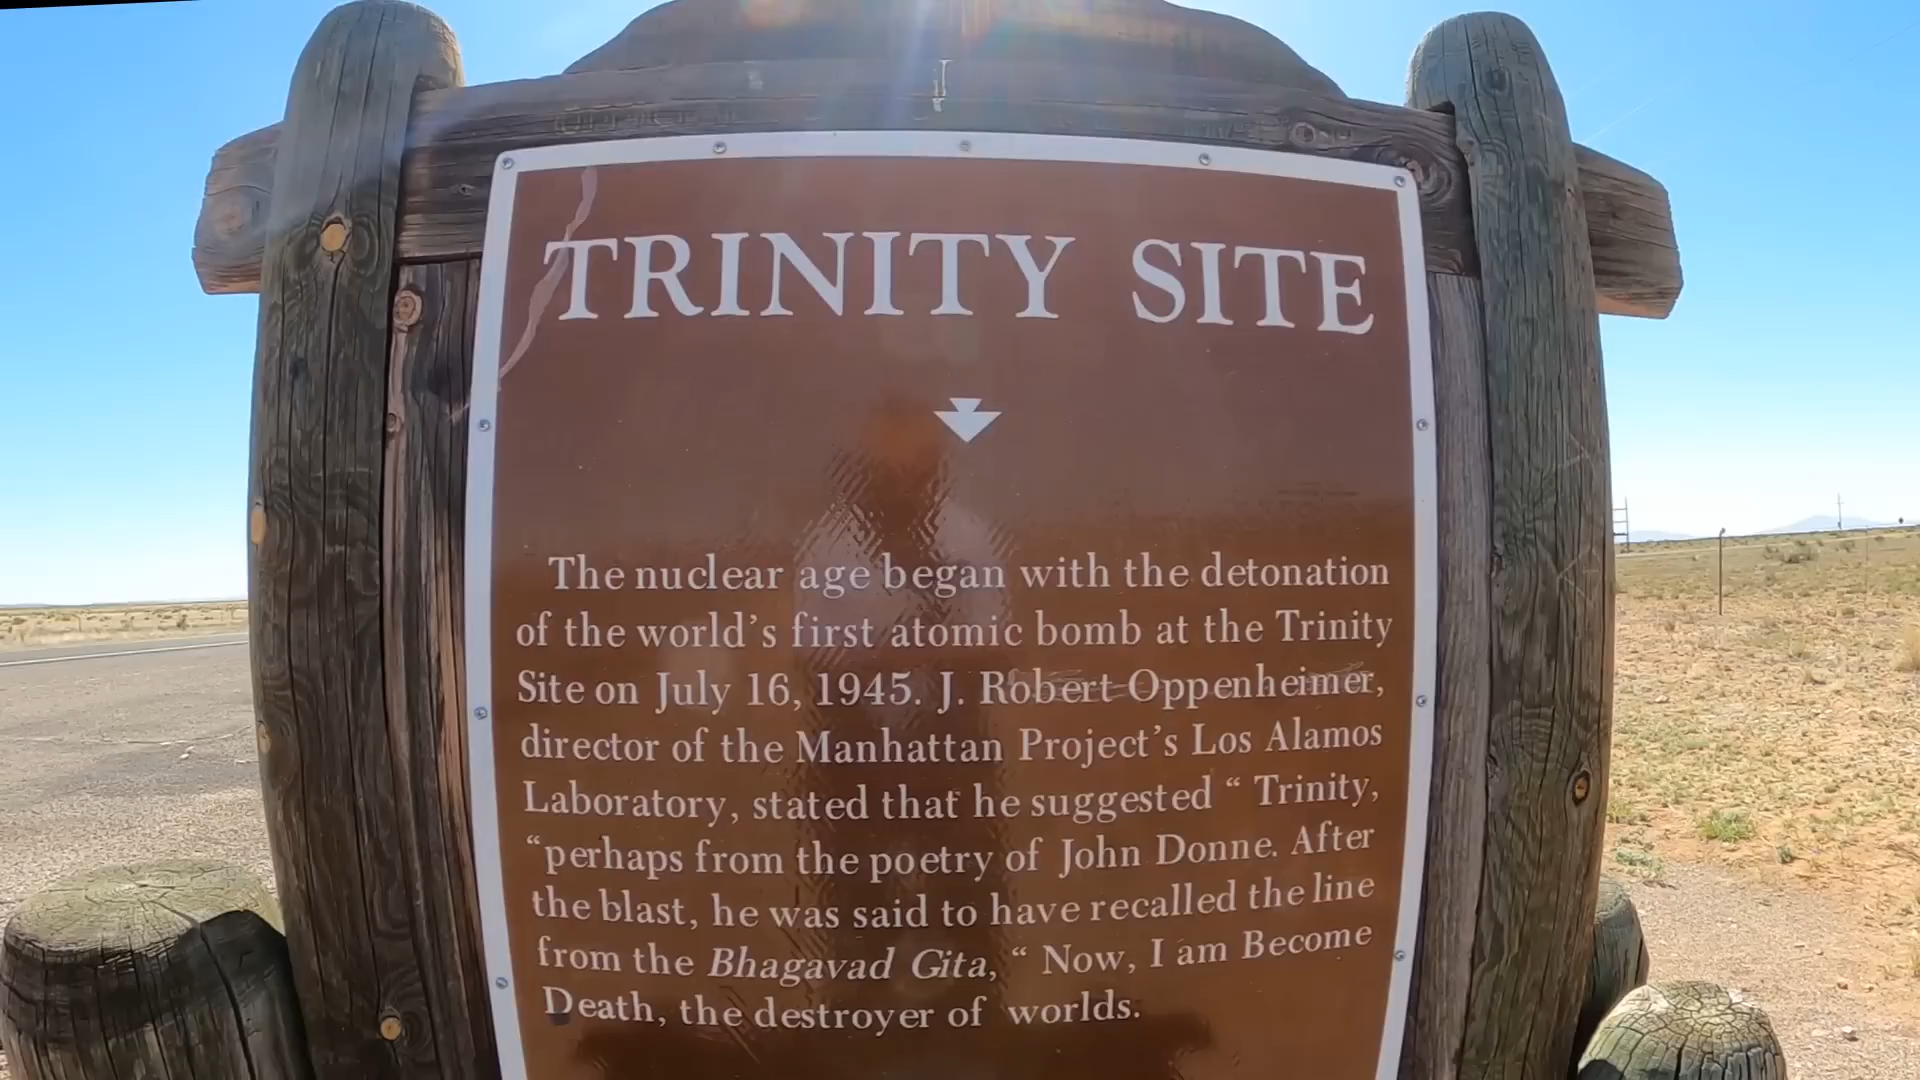 TRINITY SITE
The nuclear age began with the detonation
of the world's first atomic bomb at the Trinity
Site on July 16, 1945. J. Robert Oppenheimer,
director of the Manhattan Project's Los Alamos
Laboratory, stated that he suggested “ Trinity,
“perhaps from the poetry of John Donne. After
the blast, he was said to have recalled the line
from the Bhagavad Gita, “ Now, I am Become
Death, the destroyer of worlds.